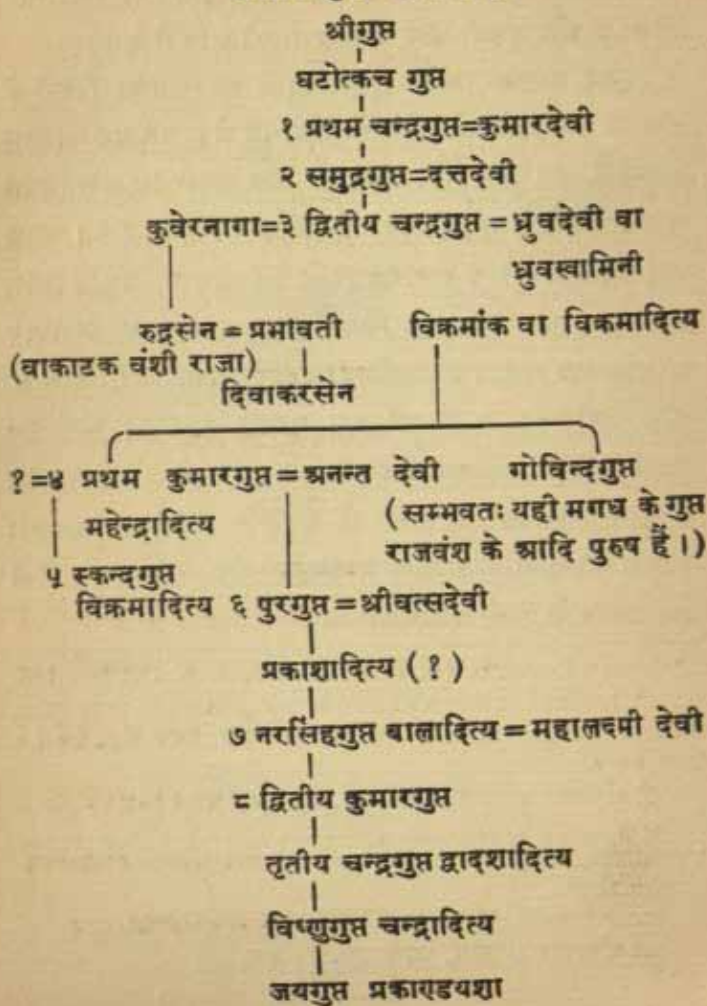 श्रीगुप्त
घटोत्कच गुप्त
१ प्रथम चन्द्रगुप्त=कुमारदेवी
२ समुद्रगुप्त=दत्तदेवी
कुवेरनागा=३ द्वितीय चन्द्रगुप्त = ध्रुवदेवी वा
ध्रुवस्वामिनी
रुद्रसेन = प्रभावती विक्रमांक वा विक्रमादित्य
(वाकाटक वंशी राजा)
दिवाकरसेन
?=४ प्रथम कुमारगुप्त=अनन्त देवी गोविन्दगुप्त
महेन्द्रादित्य (सम्भवतः यही मगध के गुप्त
राजवंश के आदि पुरुष हैं।)
५ स्कन्दगुप्त
विक्रमादित्य ६ पुरगुप्त=श्रीवत्सदेवी
प्रकाशादित्य (?)
७ नरसिंहगुप्त बालादित्य=महालक्ष्मी देवी
८ द्वितीय कुमारगुप्त
तृतीय चन्द्रगुप्त द्वादशादित्य
विष्णुगुप्त चन्द्रादित्य
जयगुप्त प्रकाण्डयशा